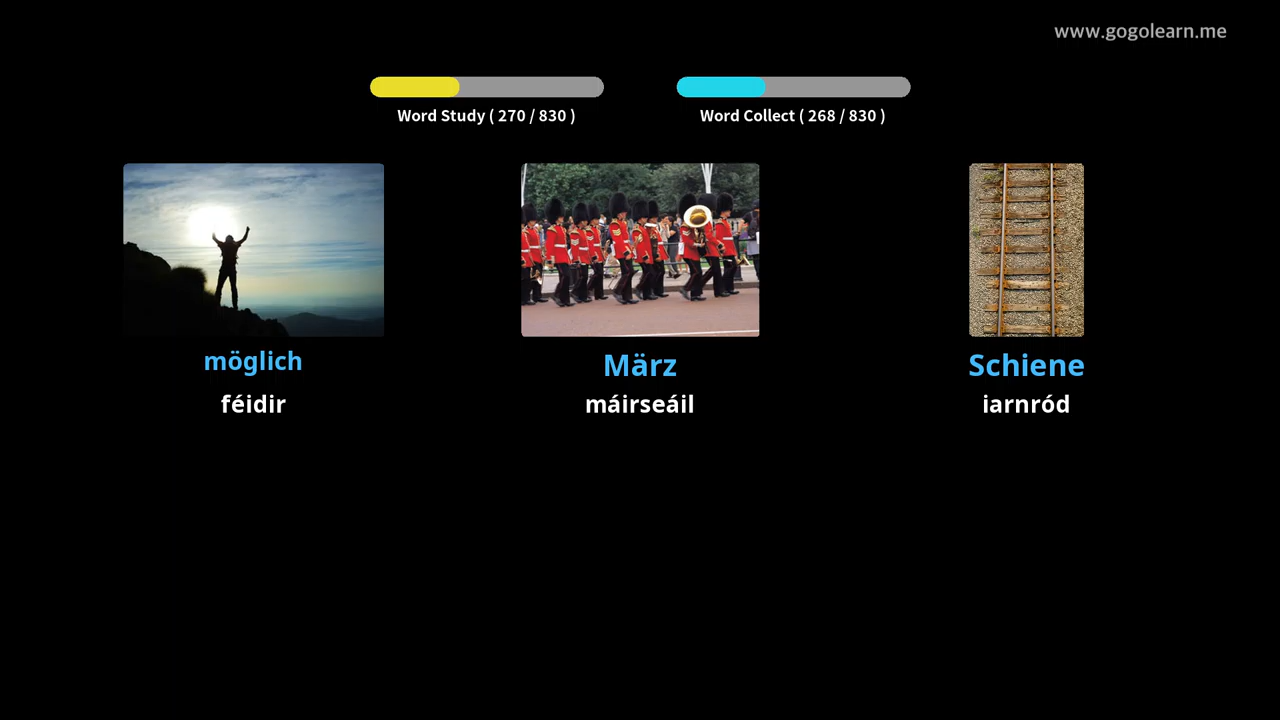 www.gogolearn.me
Word Study ( 270 / 830 )
Word Collect ( 268 / 830 )
möglich
März
Schiene
féidir
máirseáil
iarnród